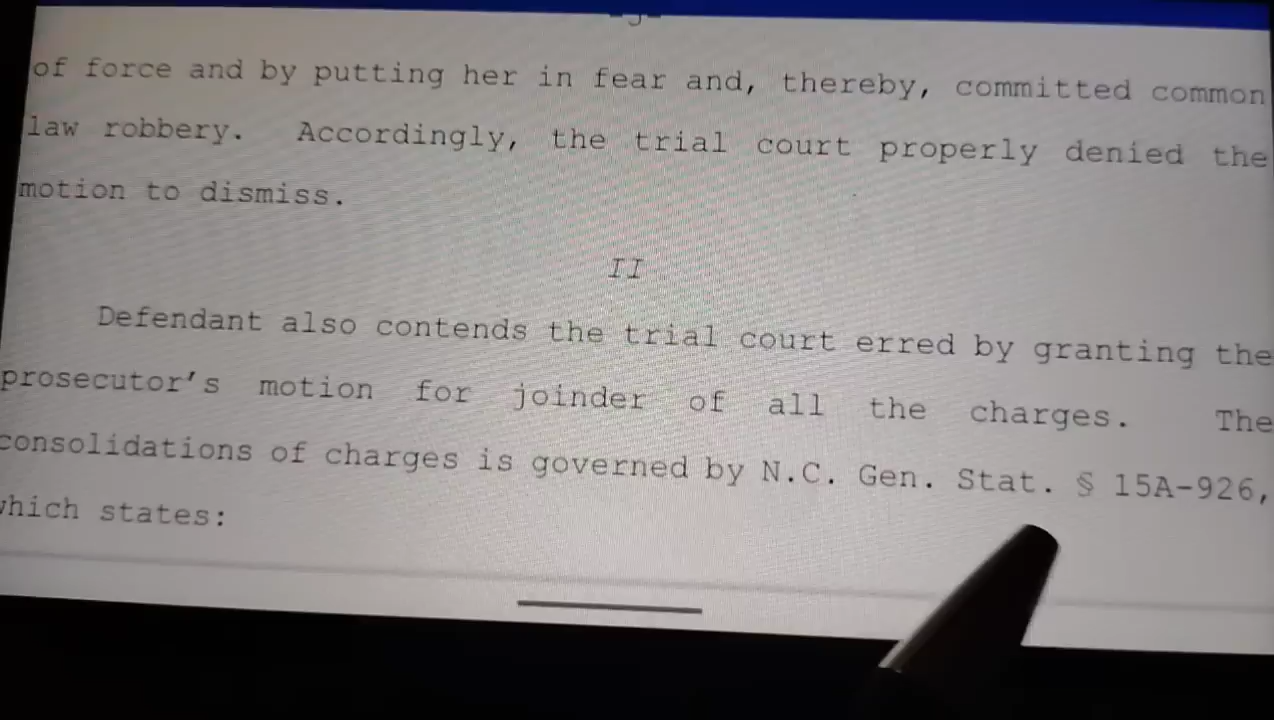 of force and by putting her in fear and, thereby, committed common
law robbery. Accordingly, the trial court properly denied the
motion to dismiss.
II
Defendant also contends the trial court erred by granting the
prosecutor's motion for joinder of all the charges. The
consolidations of charges is governed by N.C. Gen. Stat. § 15A-926,
which states: